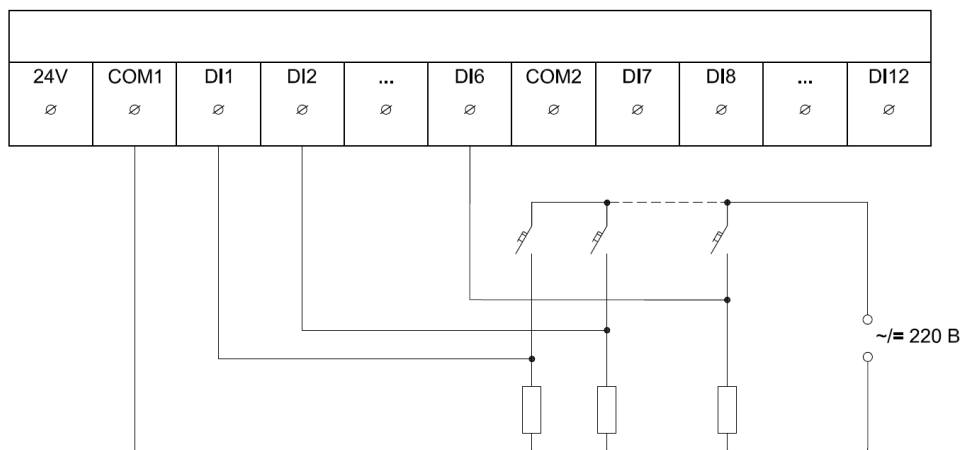 24V COM1 DI1 DI2 ... DI6 COM2 DI7 DI8 ... DI12
~/= 220 В